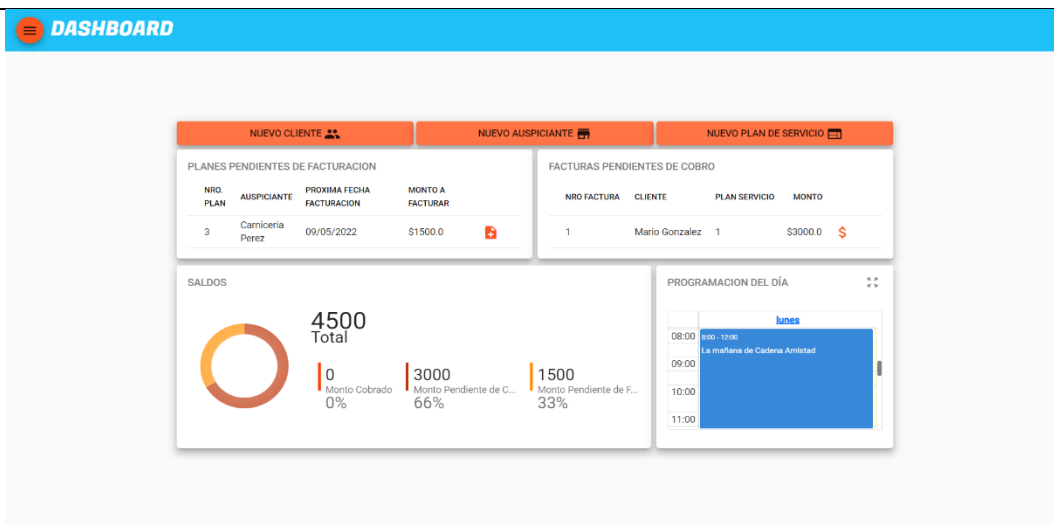 DASHBOARD
NUEVO CLIENTE
NUEVO AUSPICIANTE
NUEVO PLAN DE SERVICIO
PLANES PENDIENTES DE FACTURACION
NRO. PLAN AUSPICIANTE PROXIMA FECHA FACTURACION MONTO A FACTURAR
3 Carniceria Perez 09/05/2022 $1500.0
FACTURAS PENDIENTES DE COBRO
NRO FACTURA CLIENTE PLAN SERVICIO MONTO
1 Mario Gonzalez 1 $3000.0 $
SALDOS
4500
Total
0
Monto Cobrado
0%
3000
Monto Pendiente de C...
66%
1500
Monto Pendiente de F...
33%
PROGRAMACION DEL DÍA
lunes
08:00
8:00 - 12:00
La mañana de Cadena Amistad
09:00
10:00
11:00